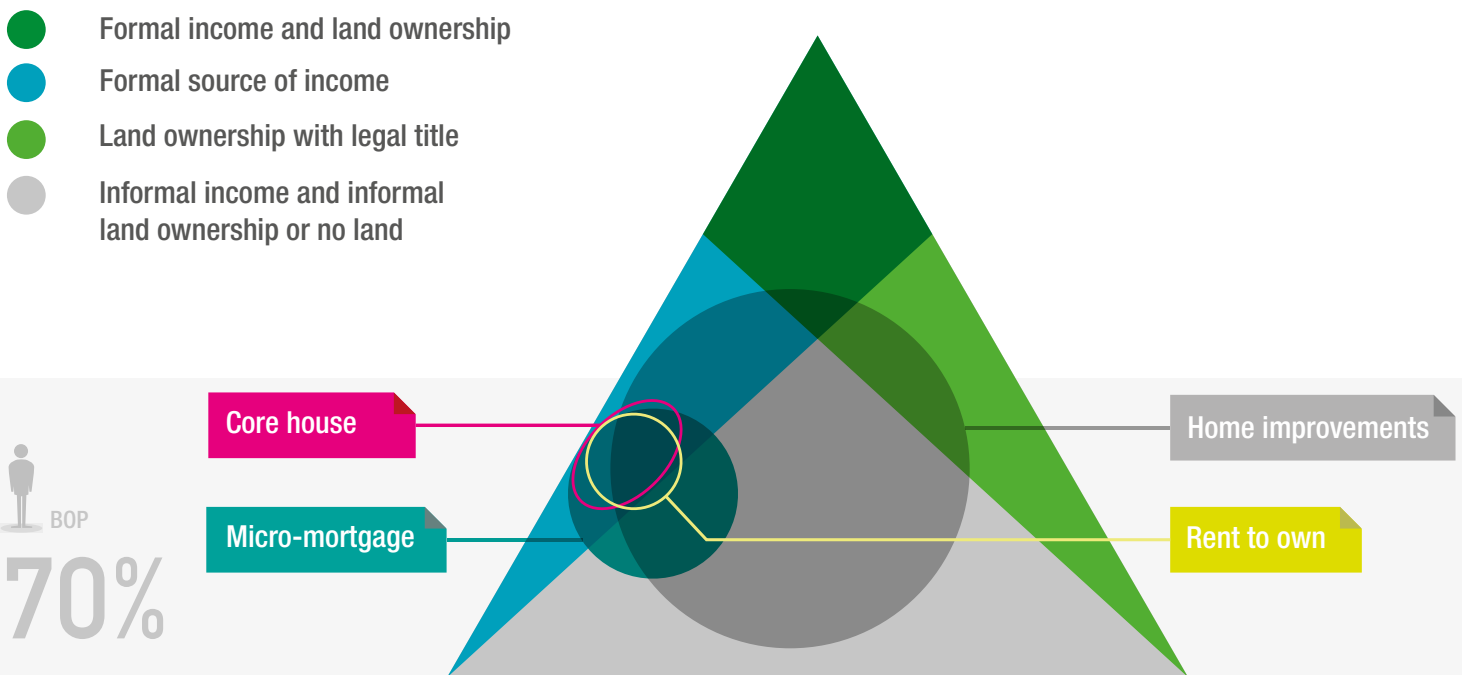 Formal income and land ownership
Formal source of income
Land ownership with legal title
Informal income and informal
land ownership or no land
Core house
Home improvements
BOP
Micro-mortgage
Rent to own
70%